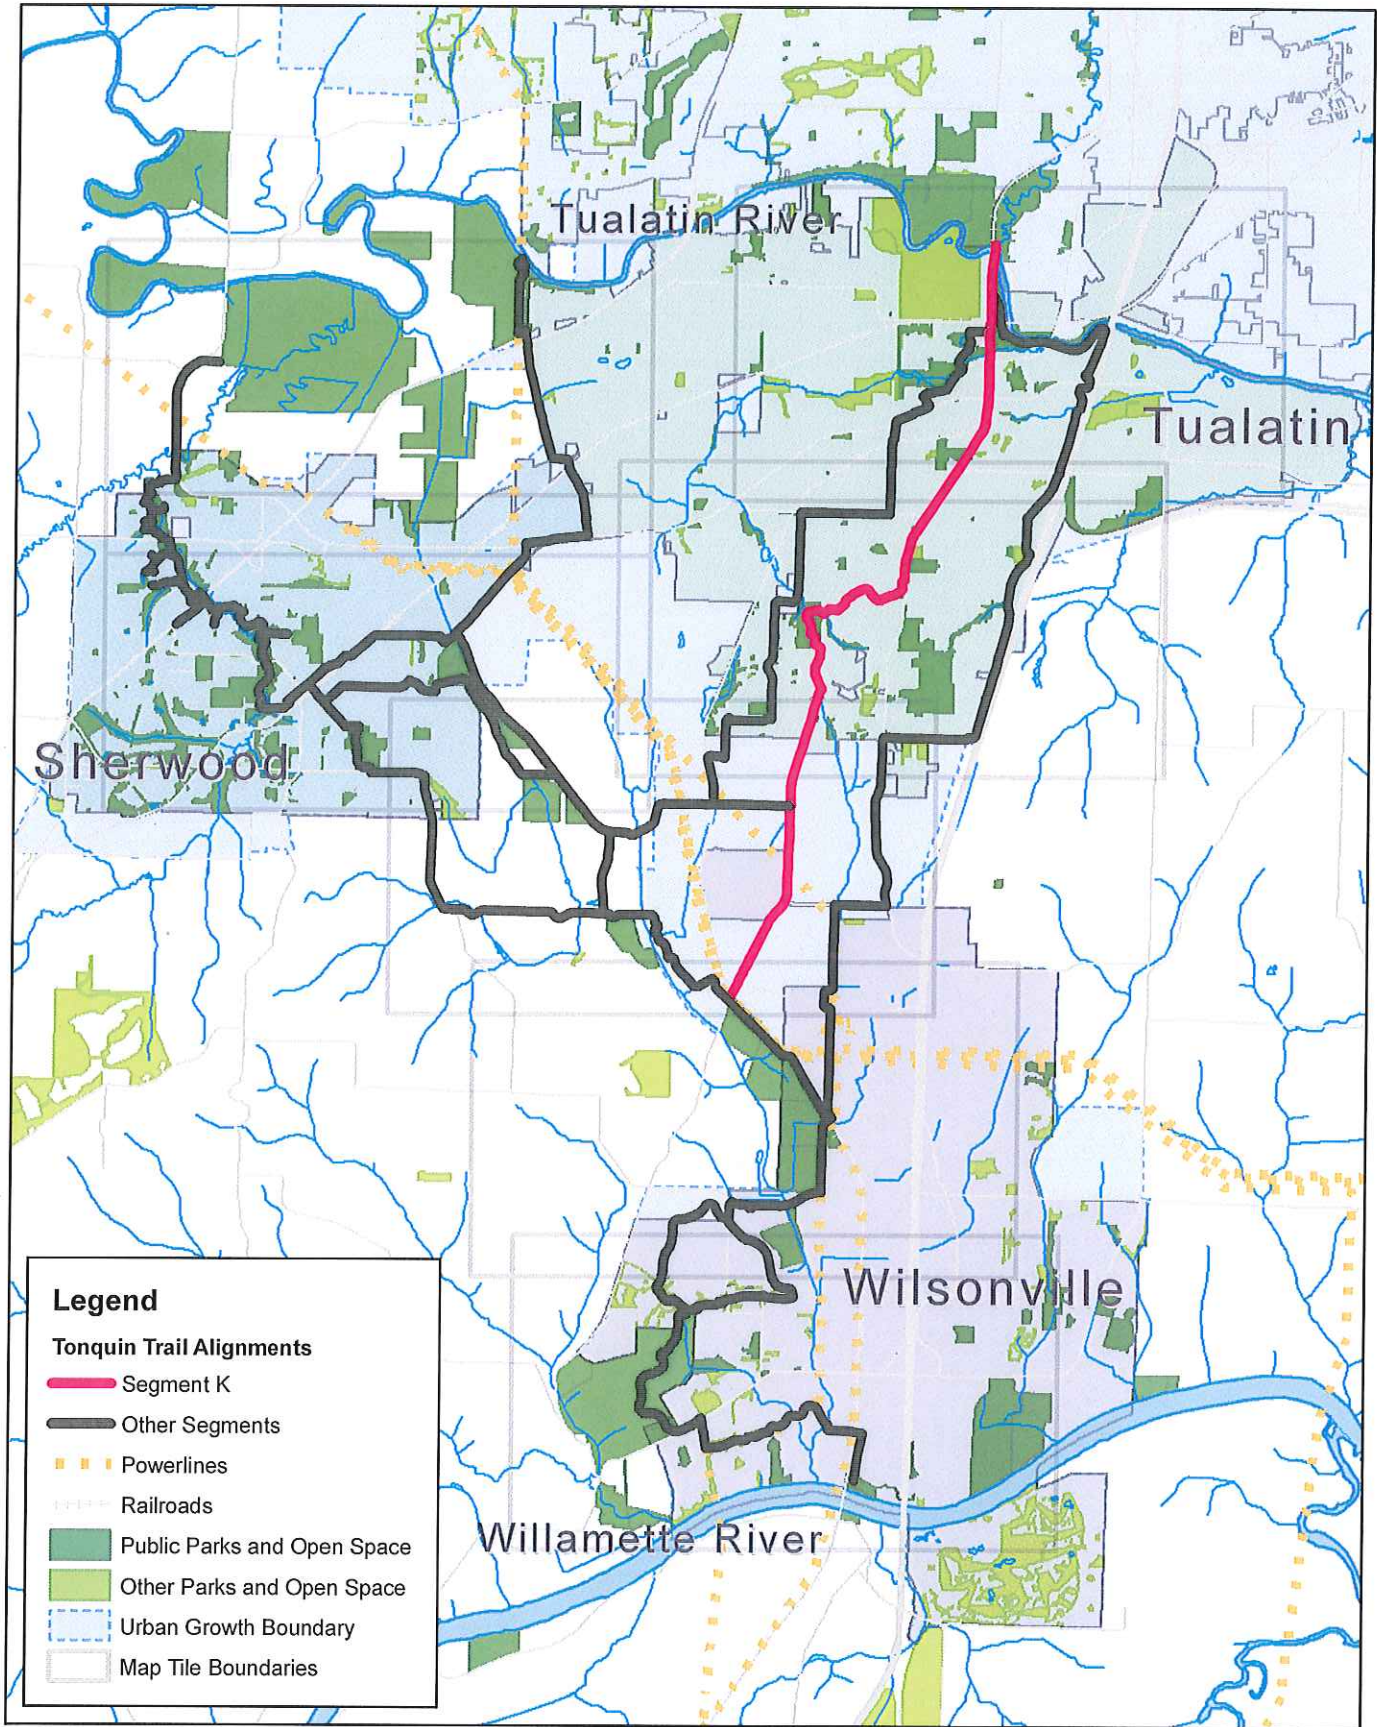 Tualatin River
Tualatin
Sherwood
Wilsonville
Willamette River
Legend
Tonquin Trail Alignments
Segment K
Other Segments
Powerlines
Railroads
Public Parks and Open Space
Other Parks and Open Space
Urban Growth Boundary
Map Tile Boundaries